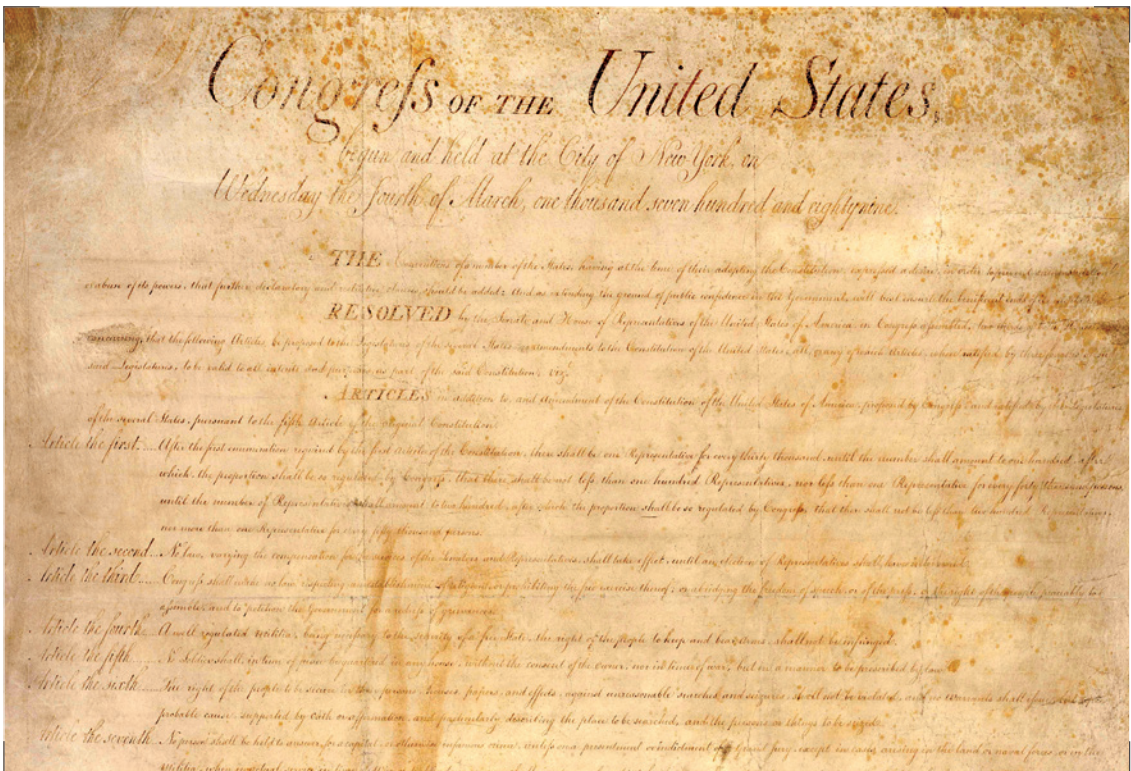 Congreſs OF THE United States,
begun and held at the City of New York, on
Wednesday the fourth of March, one thousand seven hundred and eighty nine.
THE Conventions of a number of the States, having at the time of their adopting the Constitution, expressed a desire, in order to prevent
or abuse of its powers, that further declaratory and restrictive clauses should be added: And as extending the ground of public confidence in the Government, will best insure the beneficent ends of its
RESOLVED by the Senate and House of Representatives of the United States of America, in Congreſs aſsembled, two thirds of
concurring, that the following Articles be proposed to the Legislatures of the several States, as amendments to the Constitution of the United States, all, or any of which Articles, when ratified by three fourths of
said Legislatures, to be valid to all intents and purposes, as part of the said Constitution; viz.
ARTICLES in addition to, and Amendment of the Constitution of the United States of America, proposed by Congreſs, and ratified by the Legislatures
of the several States, pursuant to the fifth Article of the original Constitution.
Article the first.... After the first enumeration required by the first Article of the Constitution, there shall be one Representative for every thirty thousand, until the number shall amount to one hundred, after
which, the proportion shall be so regulated by Congreſs, that there shall be not leſs than one hundred Representatives, nor leſs than one Representative for every forty thousand persons,
until the number of Representatives shall amount to two hundred, after which the proportion shall be so regulated by Congreſs, that there shall not be leſs than two hundred Representatives,
nor more than one Representative for every fifty thousand persons.
Article the second... No law, varying the compensation for the services of the Senators and Representatives, shall take effect, until an election of Representatives shall have intervened.
Article the third..... Congreſs shall make no law respecting an establishment of religion, or prohibiting the free exercise thereof; or abridging the freedom of speech, or of the press; or the right of the people peaceably to
aſsemble, and to petition the Government for a redreſs of grievances.
Article the fourth... A well regulated militia, being neceſsary to the security of a free State, the right of the people to keep and bear arms, shall not be infringed.
Article the fifth..... No Soldier shall, in time of peace be quartered in any house, without the consent of the owner, nor in time of war, but in a manner to be prescribed by law.
Article the sixth..... The right of the people to be secure in their persons, houses, papers, and effects, against unreasonable searches and seizures, shall not be violated, and no warrants shall iſsue, but upon
probable cause, supported by oath or affirmation, and particularly describing the place to be searched, and the persons or things to be seized.
Article the seventh.. No person shall be held to answer for a capital, or otherwise infamous crime, unleſs on a presentment or indictment of a Grand Jury, except in cases arising in the land or naval forces, or in the
Militia, when in actual service in time of War